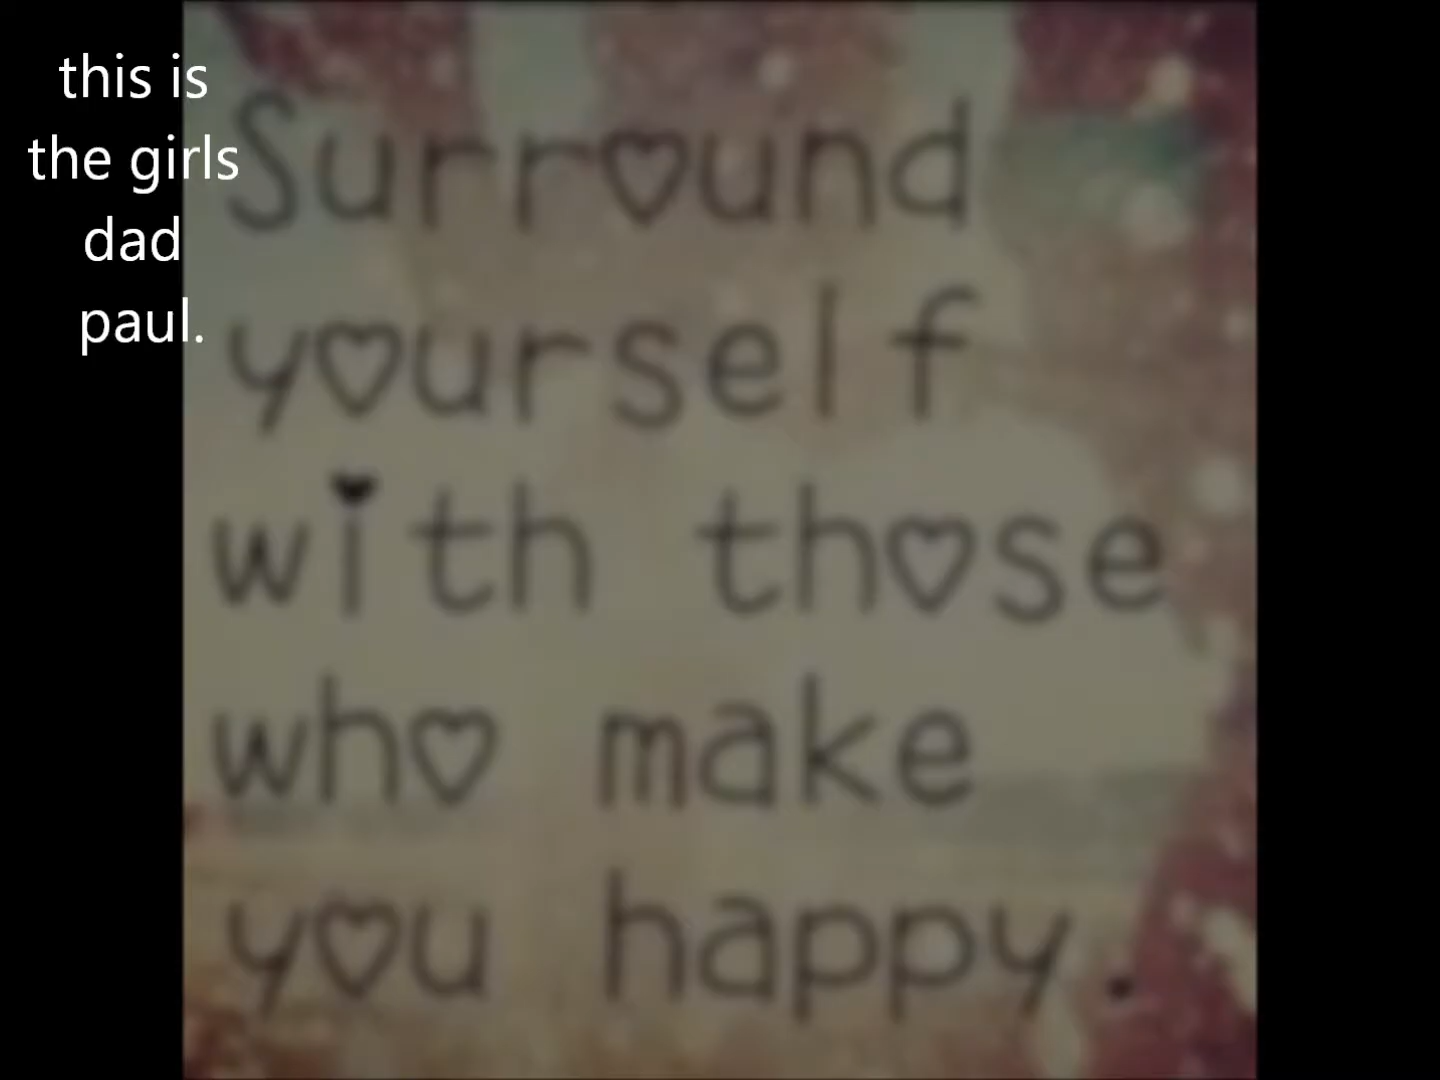 this is
the girls
dad
paul.
Surround
yourself
with those
who make
you happy.